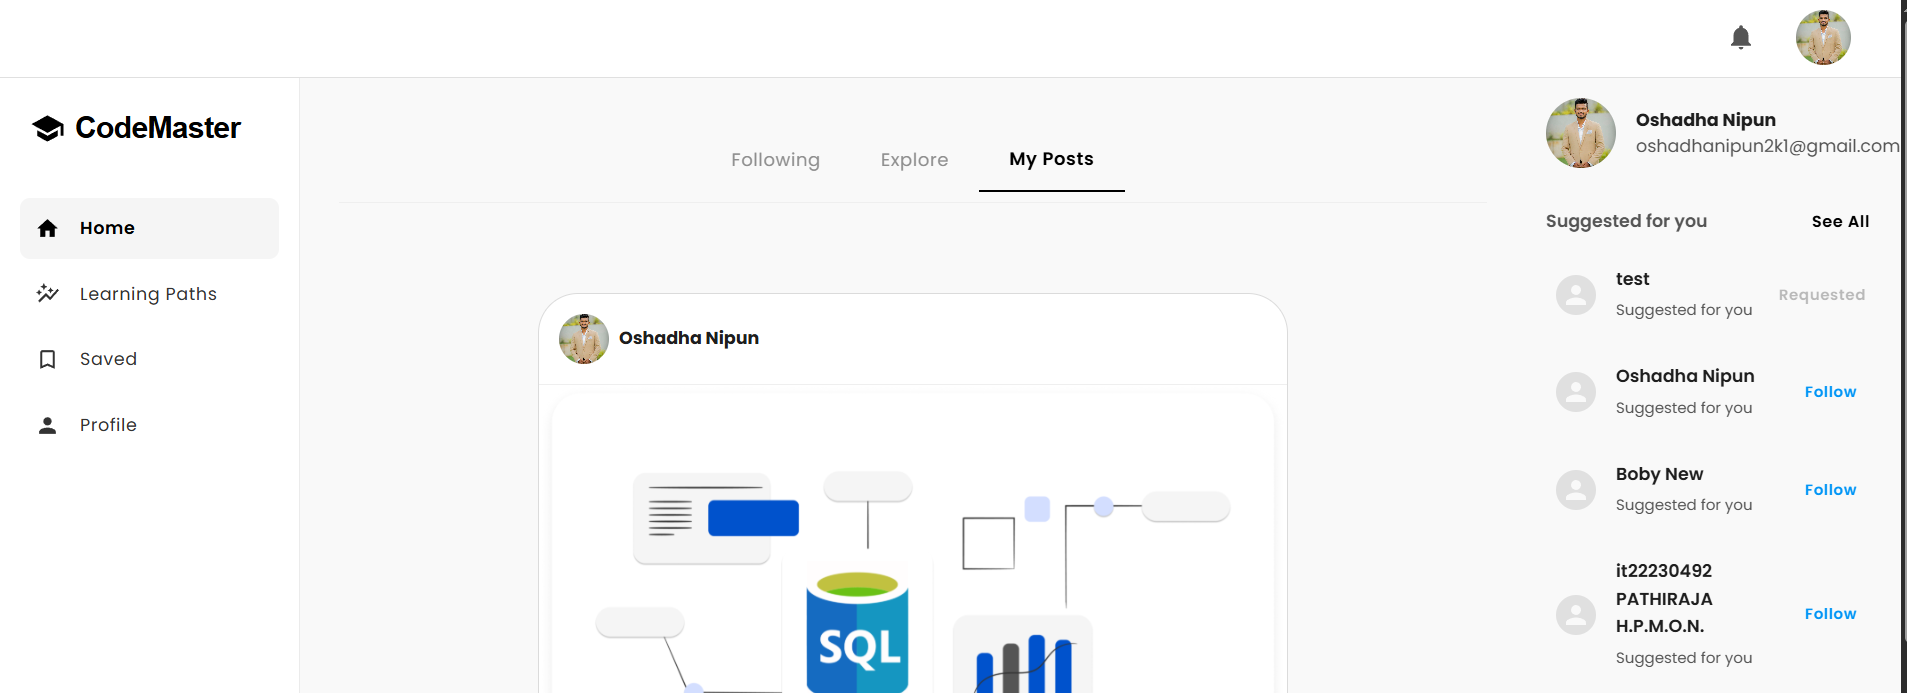 CodeMaster
Home
Learning Paths
Saved
Profile
Following
Explore
My Posts
Oshadha Nipun
SQL
Oshadha Nipun
oshadhanipun2k1@gmail.com
Suggested for you
See All
test
Suggested for you
Requested
Oshadha Nipun
Suggested for you
Follow
Boby New
Suggested for you
Follow
it22230492
PATHIRAJA
H.P.M.O.N.
Suggested for you
Follow